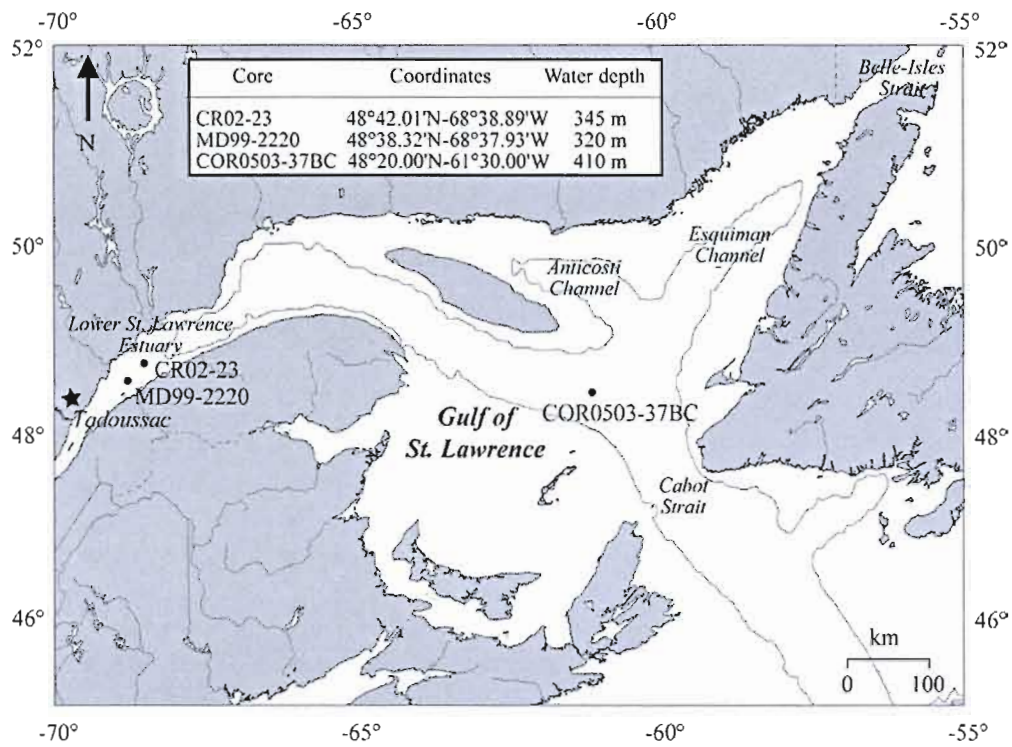 -70° -65° -60° -55°
52° 52°
Core Coordinates Water depth
CR02-23 48°42.01'N-68°38.89'W 345 m
MD99-2220 48°38.32'N-68°37.93'W 320 m
COR0503-37BC 48°20.00'N-61°30.00'W 410 m
Belle-Isles
Strait
N
50° 50°
Esquiman
Channel
Anticosti
Channel
Lower St. Lawrence
Estuary
CR02-23
MD99-2220
Tadoussac
COR0503-37BC
48° 48°
Gulf of
St. Lawrence
Cabot
Strait
46° 46°
km
0 100
-70° -65° -60° -55°